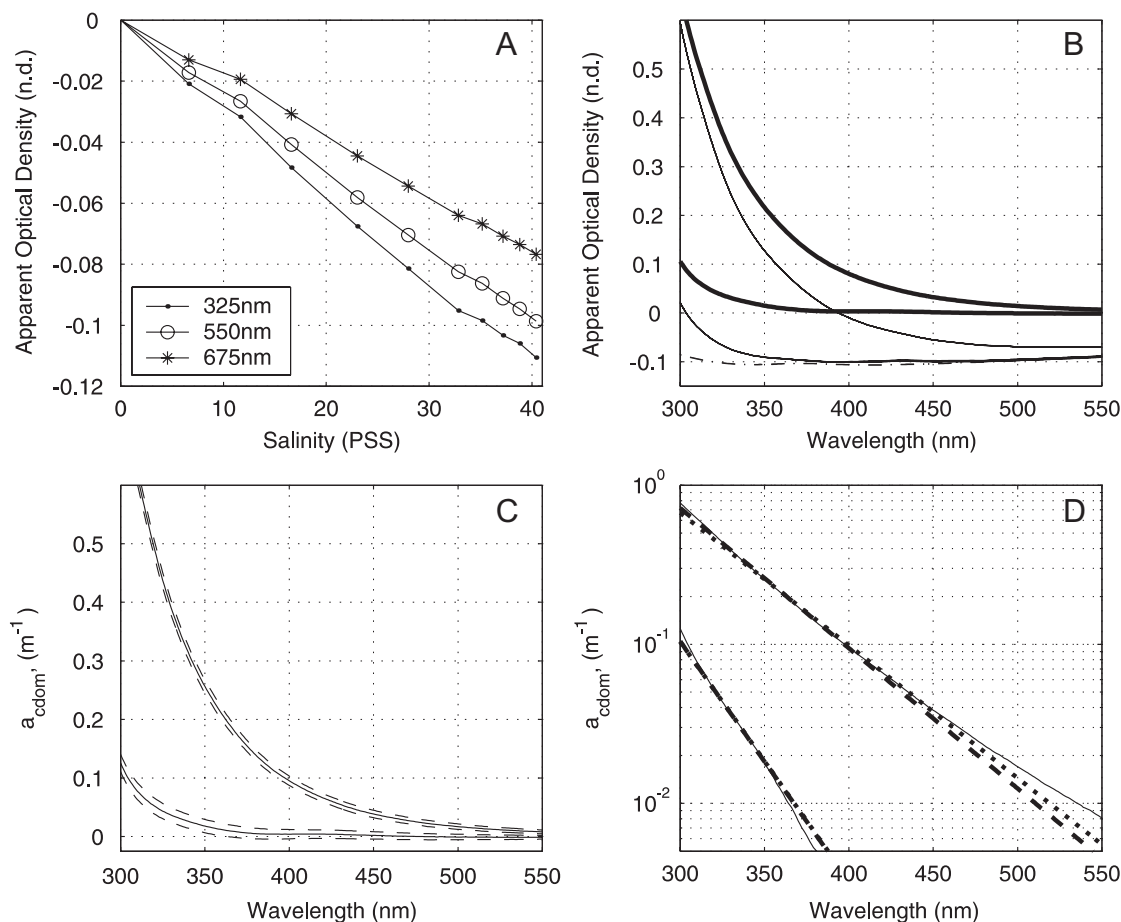 A
Apparent Optical Density (n.d.)
0
-0.02
-0.04
-0.06
-0.08
-0.1
-0.12
325nm
550nm
675nm
0 10 20 30 40
Salinity (PSS)
B
Apparent Optical Density (n.d.)
0.5
0.4
0.3
0.2
0.1
0
-0.1
300 350 400 450 500 550
Wavelength (nm)
C
a_cdom, (m^-1)
0.5
0.4
0.3
0.2
0.1
0
300 350 400 450 500 550
Wavelength (nm)
D
a_cdom, (m^-1)
10^0
10^-1
10^-2
300 350 400 450 500 550
Wavelength (nm)